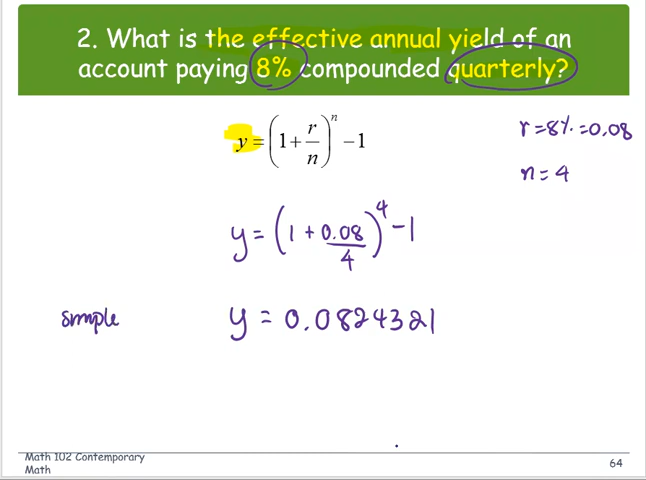 2. What is the effective annual yield of an
account paying 8% compounded quarterly?
y = (1 + r/n)^n − 1
r = 8% = 0.08
n = 4
y = (1 + 0.08/4)^4 − 1
simple
y = 0.0824321
Math 102 Contemporary
Math
64